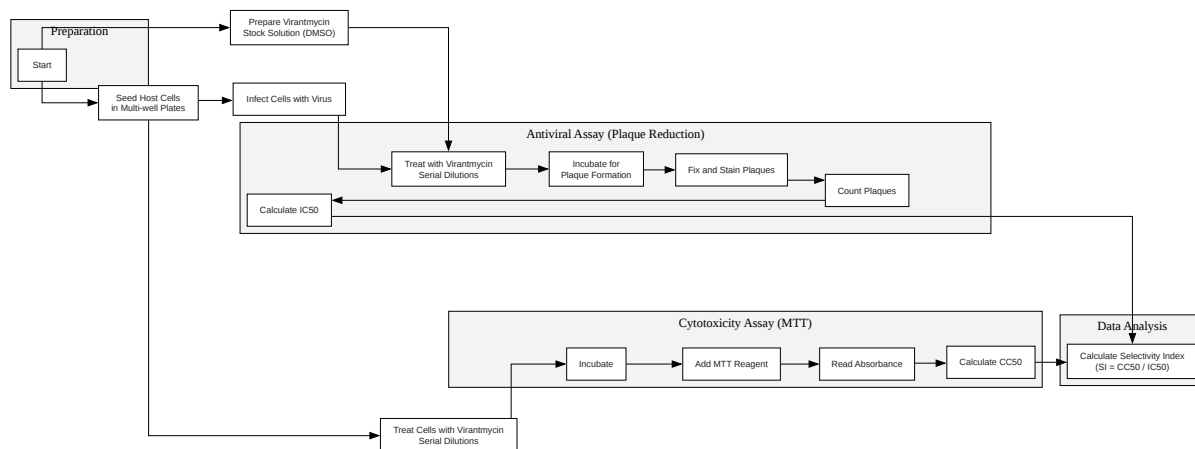 Preparation
Start
Prepare Virantmycin
Stock Solution (DMSO)
Seed Host Cells
in Multi-well Plates
Infect Cells with Virus
Antiviral Assay (Plaque Reduction)
Treat with Virantmycin
Serial Dilutions
Incubate for
Plaque Formation
Fix and Stain Plaques
Count Plaques
Calculate IC50
Cytotoxicity Assay (MTT)
Incubate
Add MTT Reagent
Read Absorbance
Calculate CC50
Data Analysis
Calculate Selectivity Index
(SI = CC50 / IC50)
Treat Cells with Virantmycin
Serial Dilutions